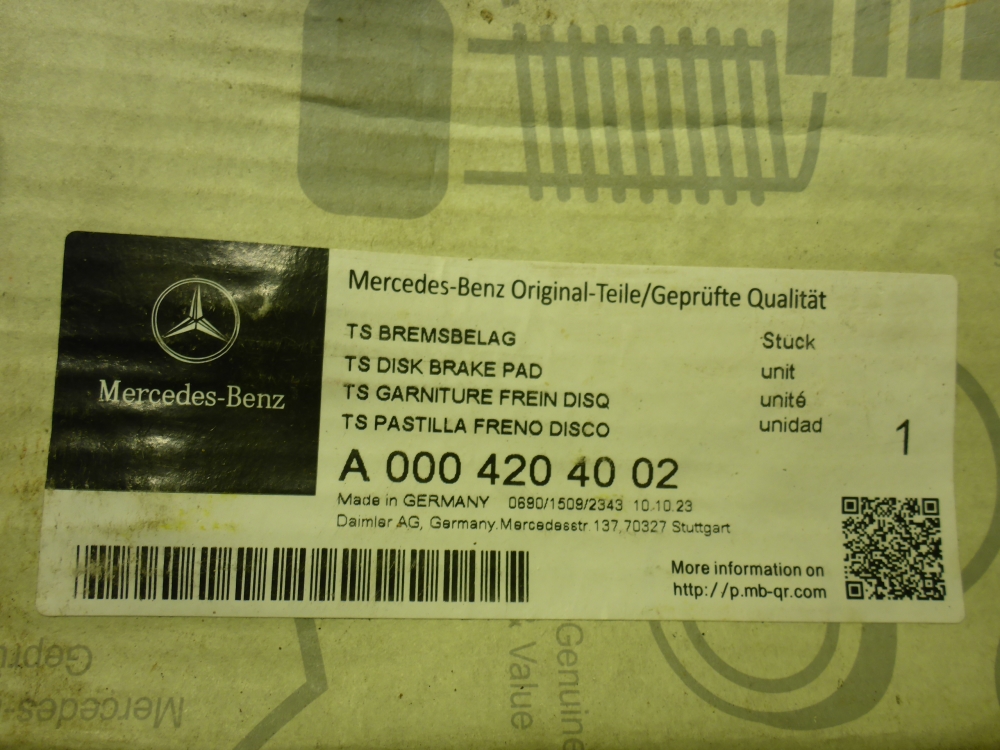 Mercedes-Benz
Mercedes-Benz Original-Teile/Geprüfte Qualität
TS BREMSBELAG Stück
TS DISK BRAKE PAD unit
TS GARNITURE FREIN DISQ unité
TS PASTILLA FRENO DISCO unidad
1
A 000 420 40 02
Made in GERMANY 0690/1509/2343 10.10.23
Daimler AG, Germany.Mercedesstr.137,70327 Stuttgart
More information on
http://p.mb-qr.com
Genuine
& Value
Geprü
Mercedes-